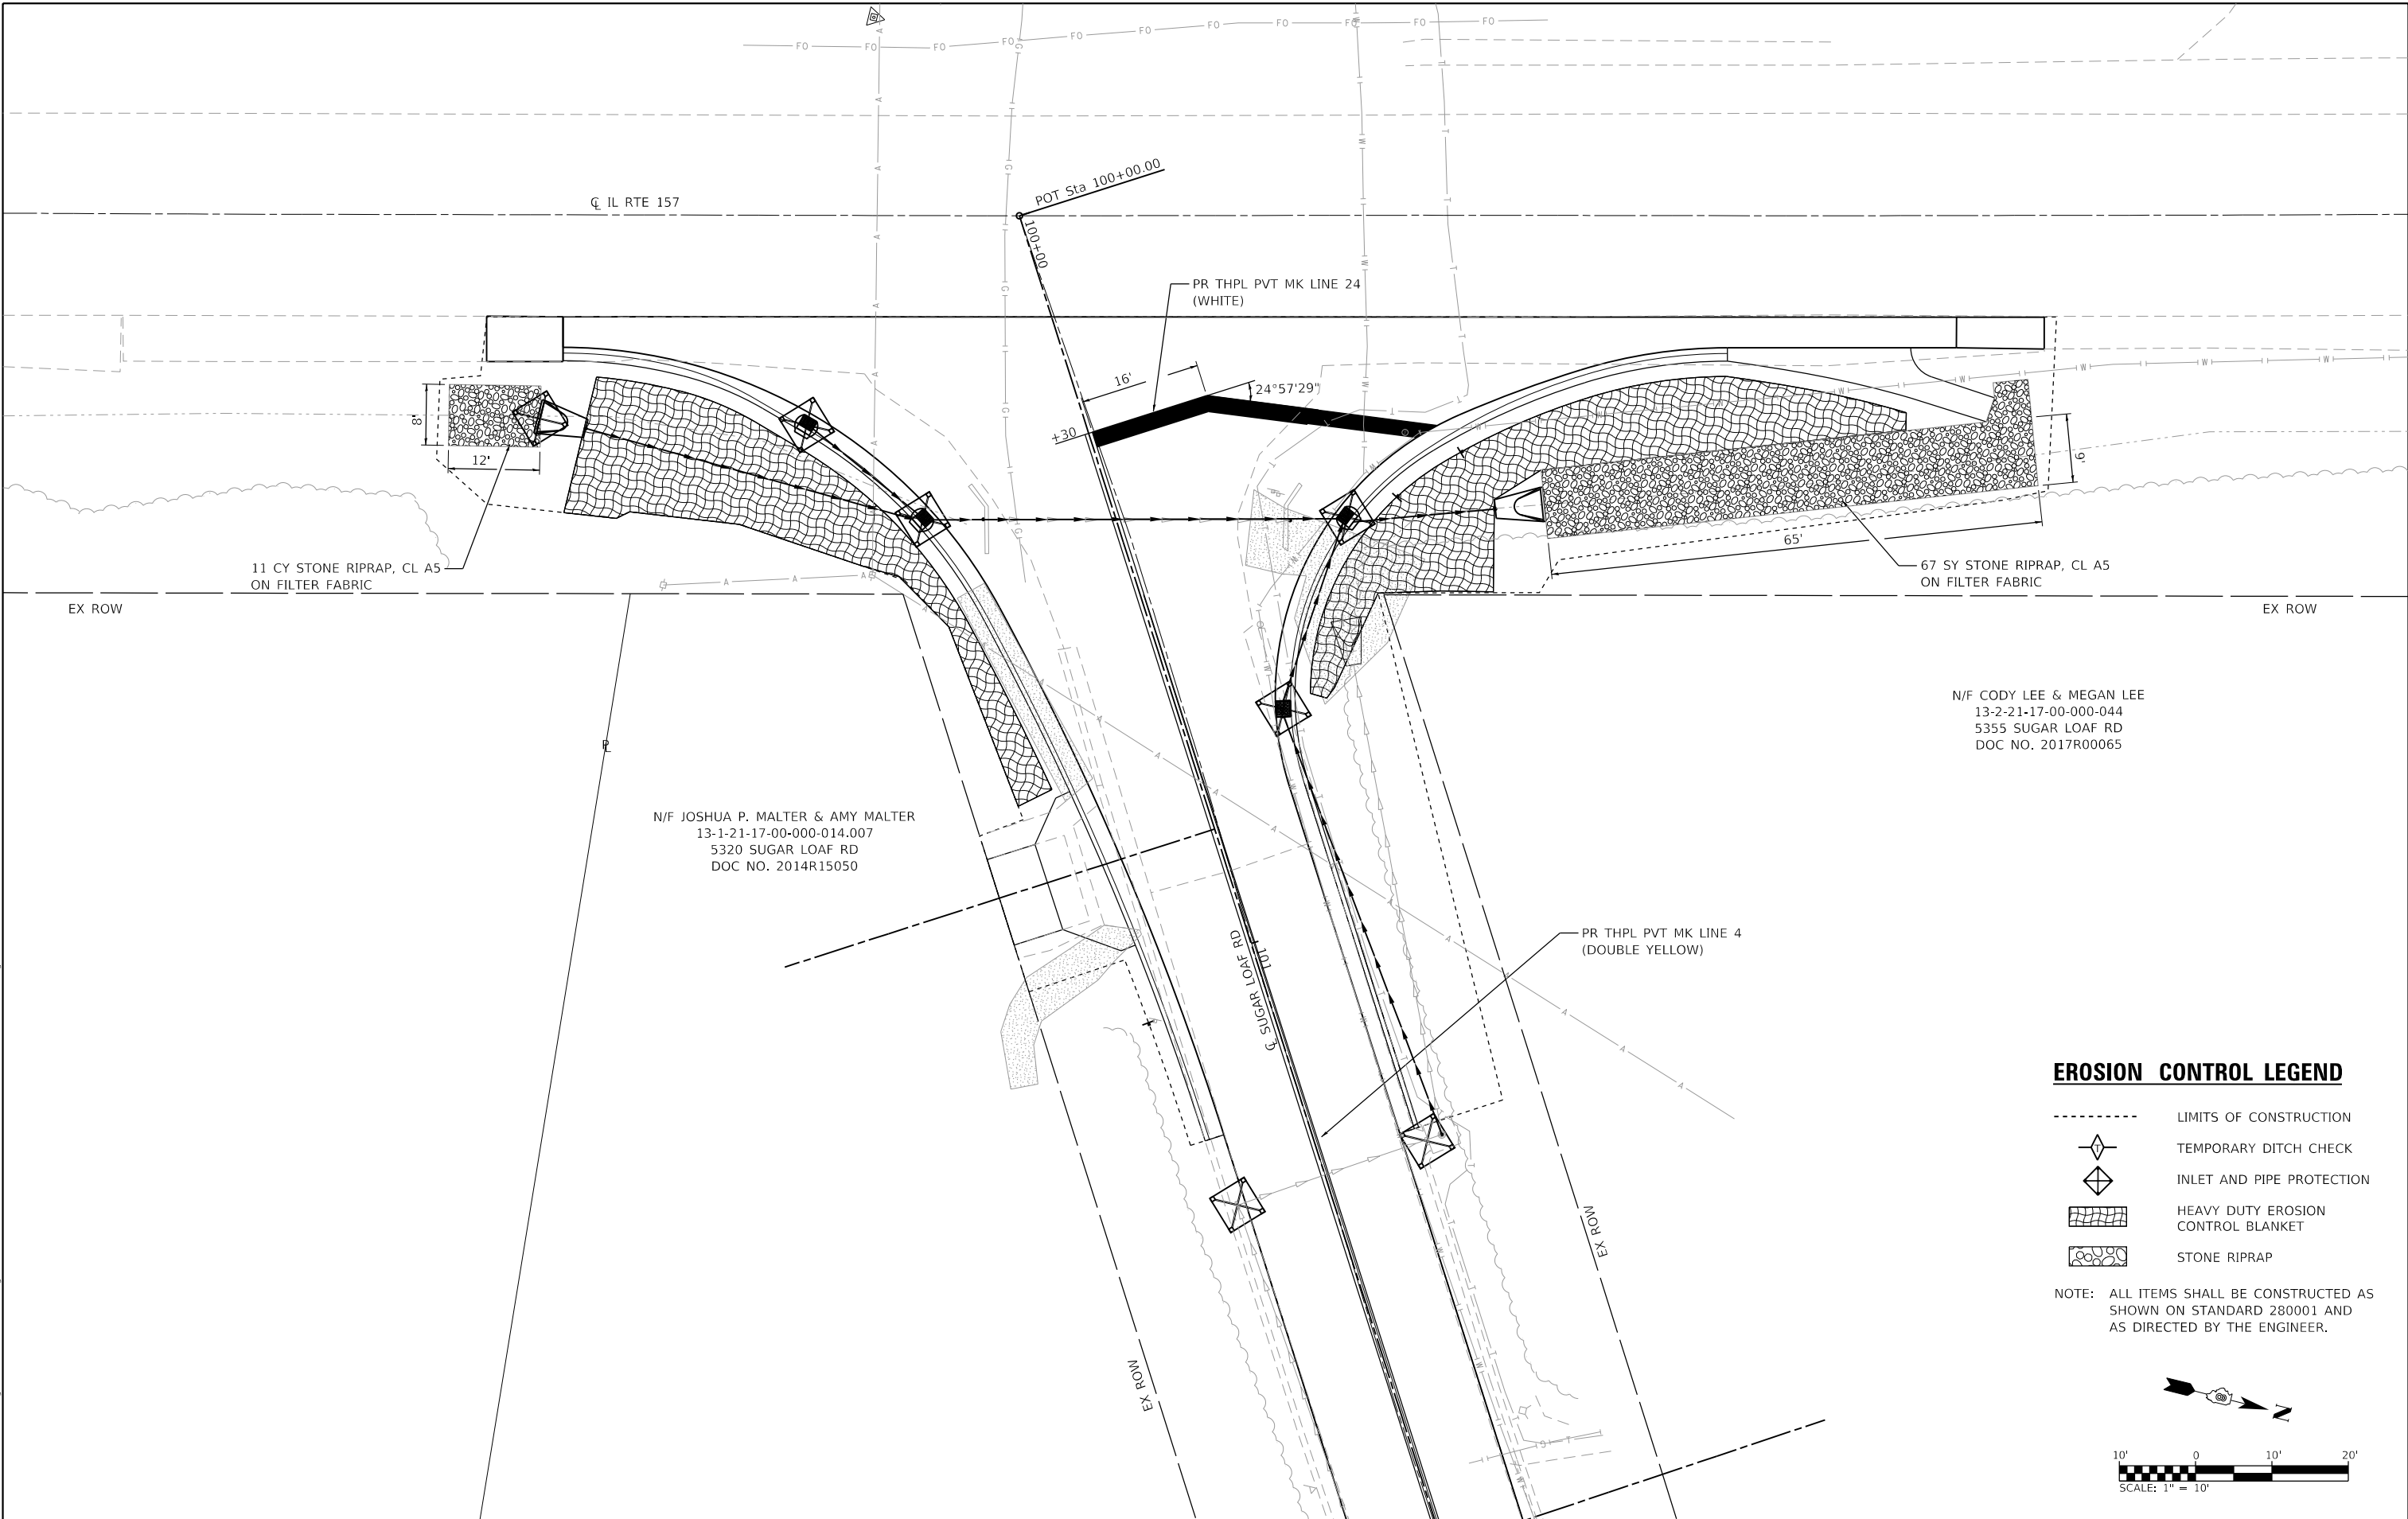 ℄ IL RTE 157
POT Sta 100+00.00
100+00
PR THPL PVT MK LINE 24
(WHITE)
16'
24°57'29"
+30
8'
12'
9'
65'
11 CY STONE RIPRAP, CL A5
ON FILTER FABRIC
67 SY STONE RIPRAP, CL A5
ON FILTER FABRIC
EX ROW
EX ROW
N/F CODY LEE & MEGAN LEE
13-2-21-17-00-000-044
5355 SUGAR LOAF RD
DOC NO. 2017R00065
N/F JOSHUA P. MALTER & AMY MALTER
13-1-21-17-00-000-014.007
5320 SUGAR LOAF RD
DOC NO. 2014R15050
℄ SUGAR LOAF RD
101
PR THPL PVT MK LINE 4
(DOUBLE YELLOW)
EX ROW
EX ROW
EROSION CONTROL LEGEND
LIMITS OF CONSTRUCTION
T
TEMPORARY DITCH CHECK
INLET AND PIPE PROTECTION
HEAVY DUTY EROSION
CONTROL BLANKET
STONE RIPRAP
NOTE: ALL ITEMS SHALL BE CONSTRUCTED AS
SHOWN ON STANDARD 280001 AND
AS DIRECTED BY THE ENGINEER.
N
10' 0 10' 20'
SCALE: 1" = 10'